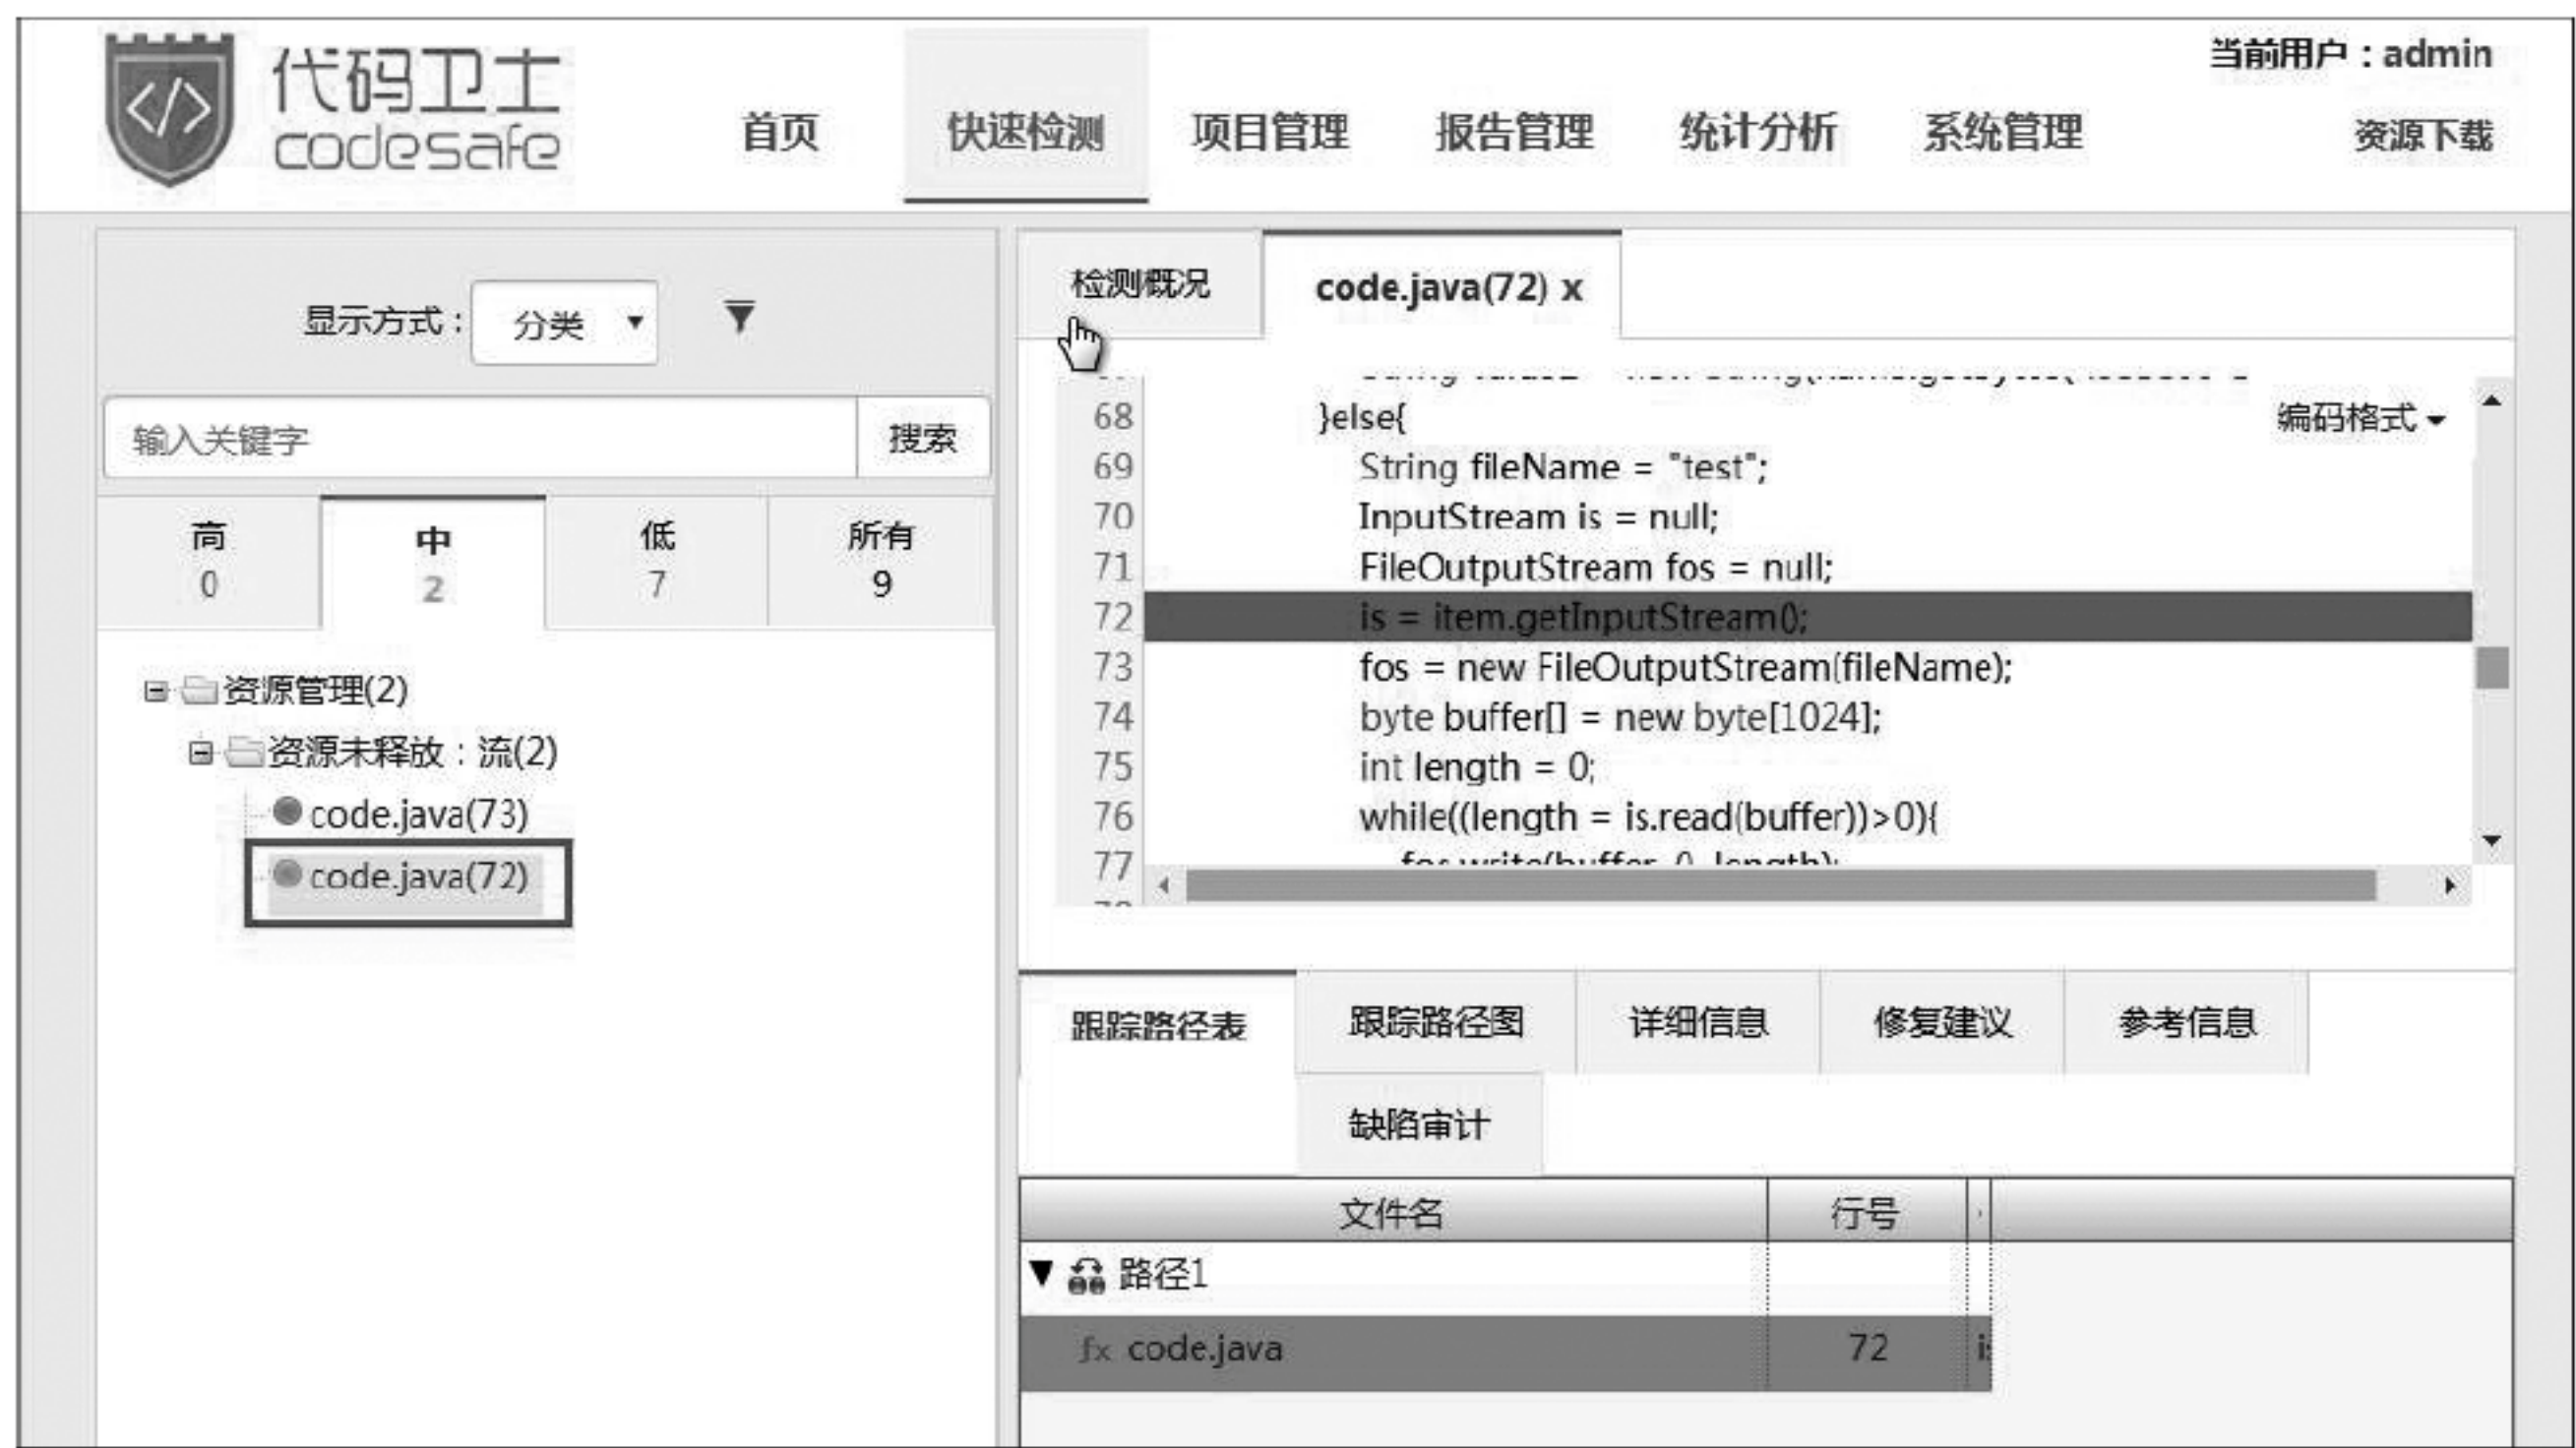 代码卫士
codesafe
首页
快速检测
项目管理
报告管理
统计分析
系统管理
当前用户：admin
资源下载
显示方式：
分类
输入关键字
搜索
高
0
中
2
低
7
所有
9
资源管理(2)
资源未释放：流(2)
code.java(73)
code.java(72)
检测概况
code.java(72) x
编码格式
68 }else{
69 String fileName = "test";
70 InputStream is = null;
71 FileOutputStream fos = null;
72 is = item.getInputStream();
73 fos = new FileOutputStream(fileName);
74 byte buffer[] = new byte[1024];
75 int length = 0;
76 while((length = is.read(buffer))>0){
77 fos.write(buffer, 0, length);
跟踪路径表
跟踪路径图
详细信息
修复建议
参考信息
缺陷审计
文件名
行号
路径1
fx code.java
72